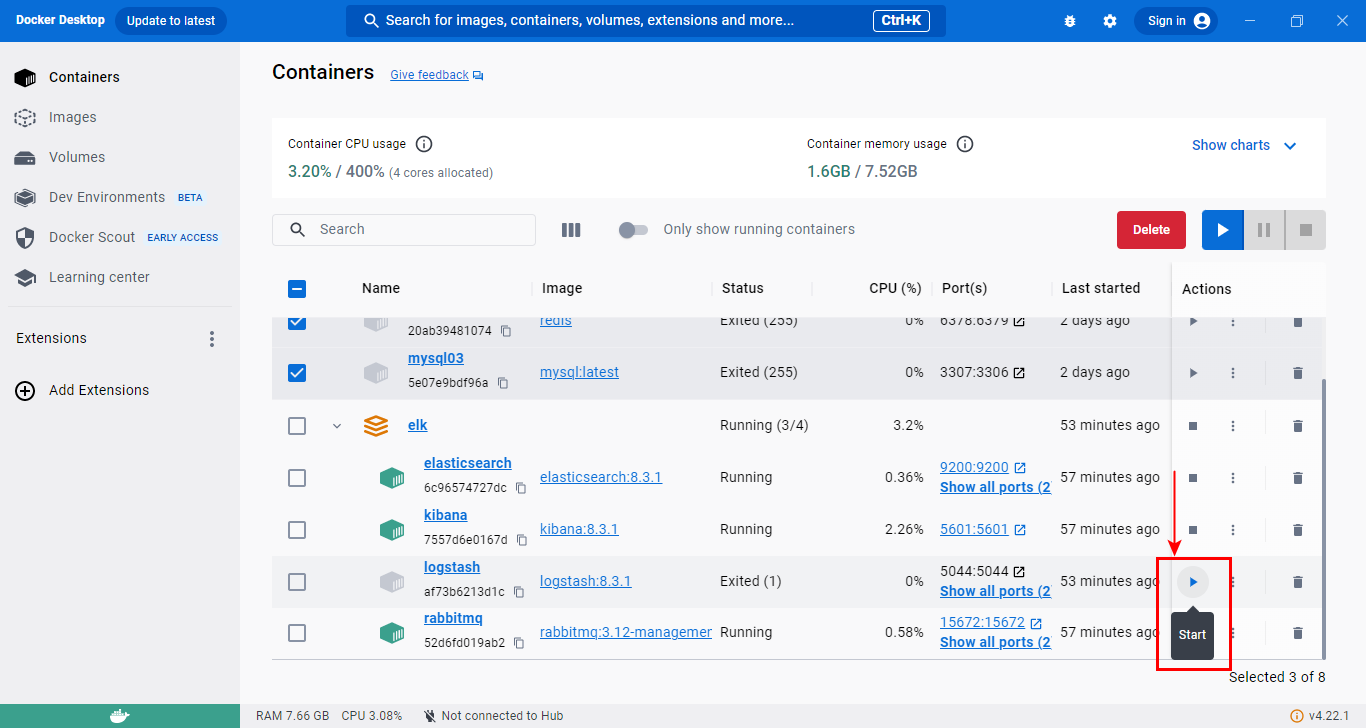 Docker Desktop Update to latest Search for images, containers, volumes, extensions and more... Ctrl+K Sign in
Containers
Images
Volumes
Dev Environments BETA
Docker Scout EARLY ACCESS
Learning center
Extensions
Add Extensions
Containers Give feedback
Container CPU usage
3.20% / 400% (4 cores allocated)
Container memory usage
1.6GB / 7.52GB
Show charts
Search Only show running containers Delete
Name Image Status CPU (%) Port(s) Last started Actions
redis Exited (255) 0% 6378:6379 2 days ago
20ab39481074
mysql03
5e07e9bdf96a mysql:latest Exited (255) 0% 3307:3306 2 days ago
elk Running (3/4) 3.2% 53 minutes ago
elasticsearch
6c96574727dc elasticsearch:8.3.1 Running 0.36% 9200:9200 57 minutes ago
Show all ports (2
kibana
7557d6e0167d kibana:8.3.1 Running 2.26% 5601:5601 57 minutes ago
logstash
af73b6213d1c logstash:8.3.1 Exited (1) 0% 5044:5044 53 minutes ago
Show all ports (2
rabbitmq
52d6fd019ab2 rabbitmq:3.12-managemer Running 0.58% 15672:15672 57 minutes ago
Show all ports (2
Start
Selected 3 of 8
RAM 7.66 GB CPU 3.08% Not connected to Hub v4.22.1